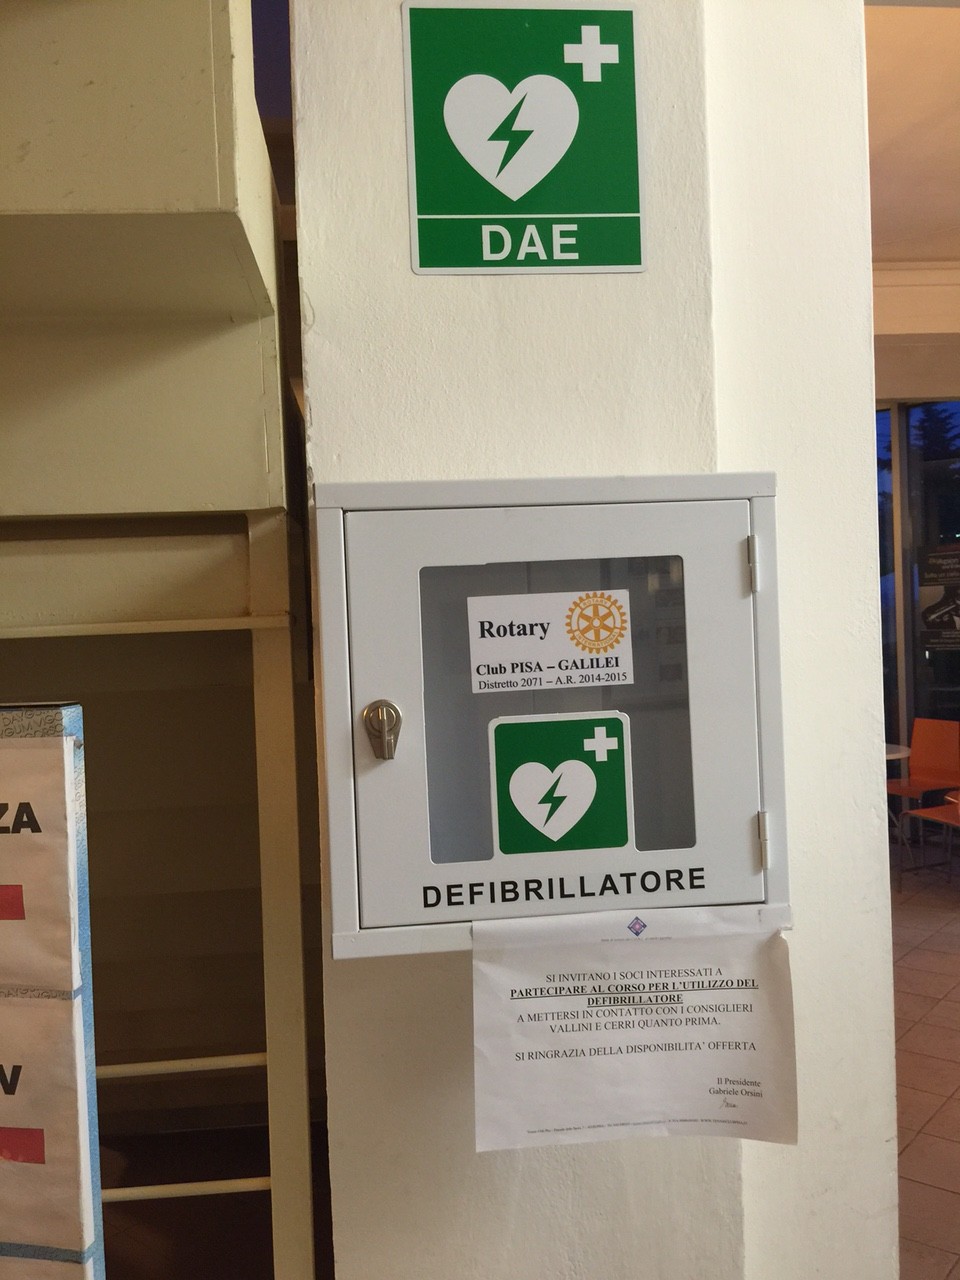 DAE
Rotary
Club PISA – GALILEI
Distretto 2071 – A.R. 2014-2015
DEFIBRILLATORE
SI INVITANO I SOCI INTERESSATI A
PARTECIPARE AL CORSO PER L'UTILIZZO DEL
DEFIBRILLATORE
A METTERSI IN CONTATTO CON I CONSIGLIERI
VALLINI E CERRI QUANTO PRIMA.
SI RINGRAZIA DELLA DISPONIBILITA' OFFERTA
Il Presidente
Gabriele Orsini
ZA
V